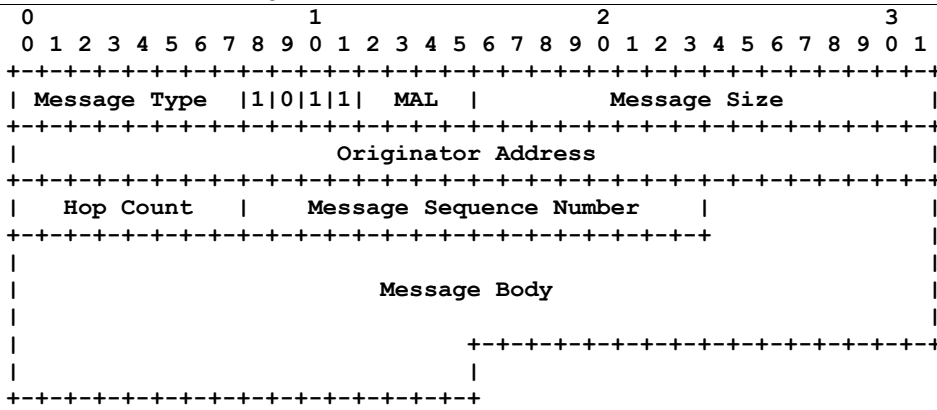 0                   1                   2                   3
 0 1 2 3 4 5 6 7 8 9 0 1 2 3 4 5 6 7 8 9 0 1 2 3 4 5 6 7 8 9 0 1
+-+-+-+-+-+-+-+-+-+-+-+-+-+-+-+-+-+-+-+-+-+-+-+-+-+-+-+-+-+-+-+-+
| Message Type  |1|0|1|1|  MAL  |         Message Size          |
+-+-+-+-+-+-+-+-+-+-+-+-+-+-+-+-+-+-+-+-+-+-+-+-+-+-+-+-+-+-+-+-+
|                      Originator Address                       |
+-+-+-+-+-+-+-+-+-+-+-+-+-+-+-+-+-+-+-+-+-+-+-+-+-+-+-+-+-+-+-+-+
|   Hop Count   |    Message Sequence Number    |               |
+-+-+-+-+-+-+-+-+-+-+-+-+-+-+-+-+-+-+-+-+-+-+-+-+               |
|                                                               |
|                         Message Body                          |
|                                                               |
|                               +-+-+-+-+-+-+-+-+-+-+-+-+-+-+-+-+
|                               |
+-+-+-+-+-+-+-+-+-+-+-+-+-+-+-+-+